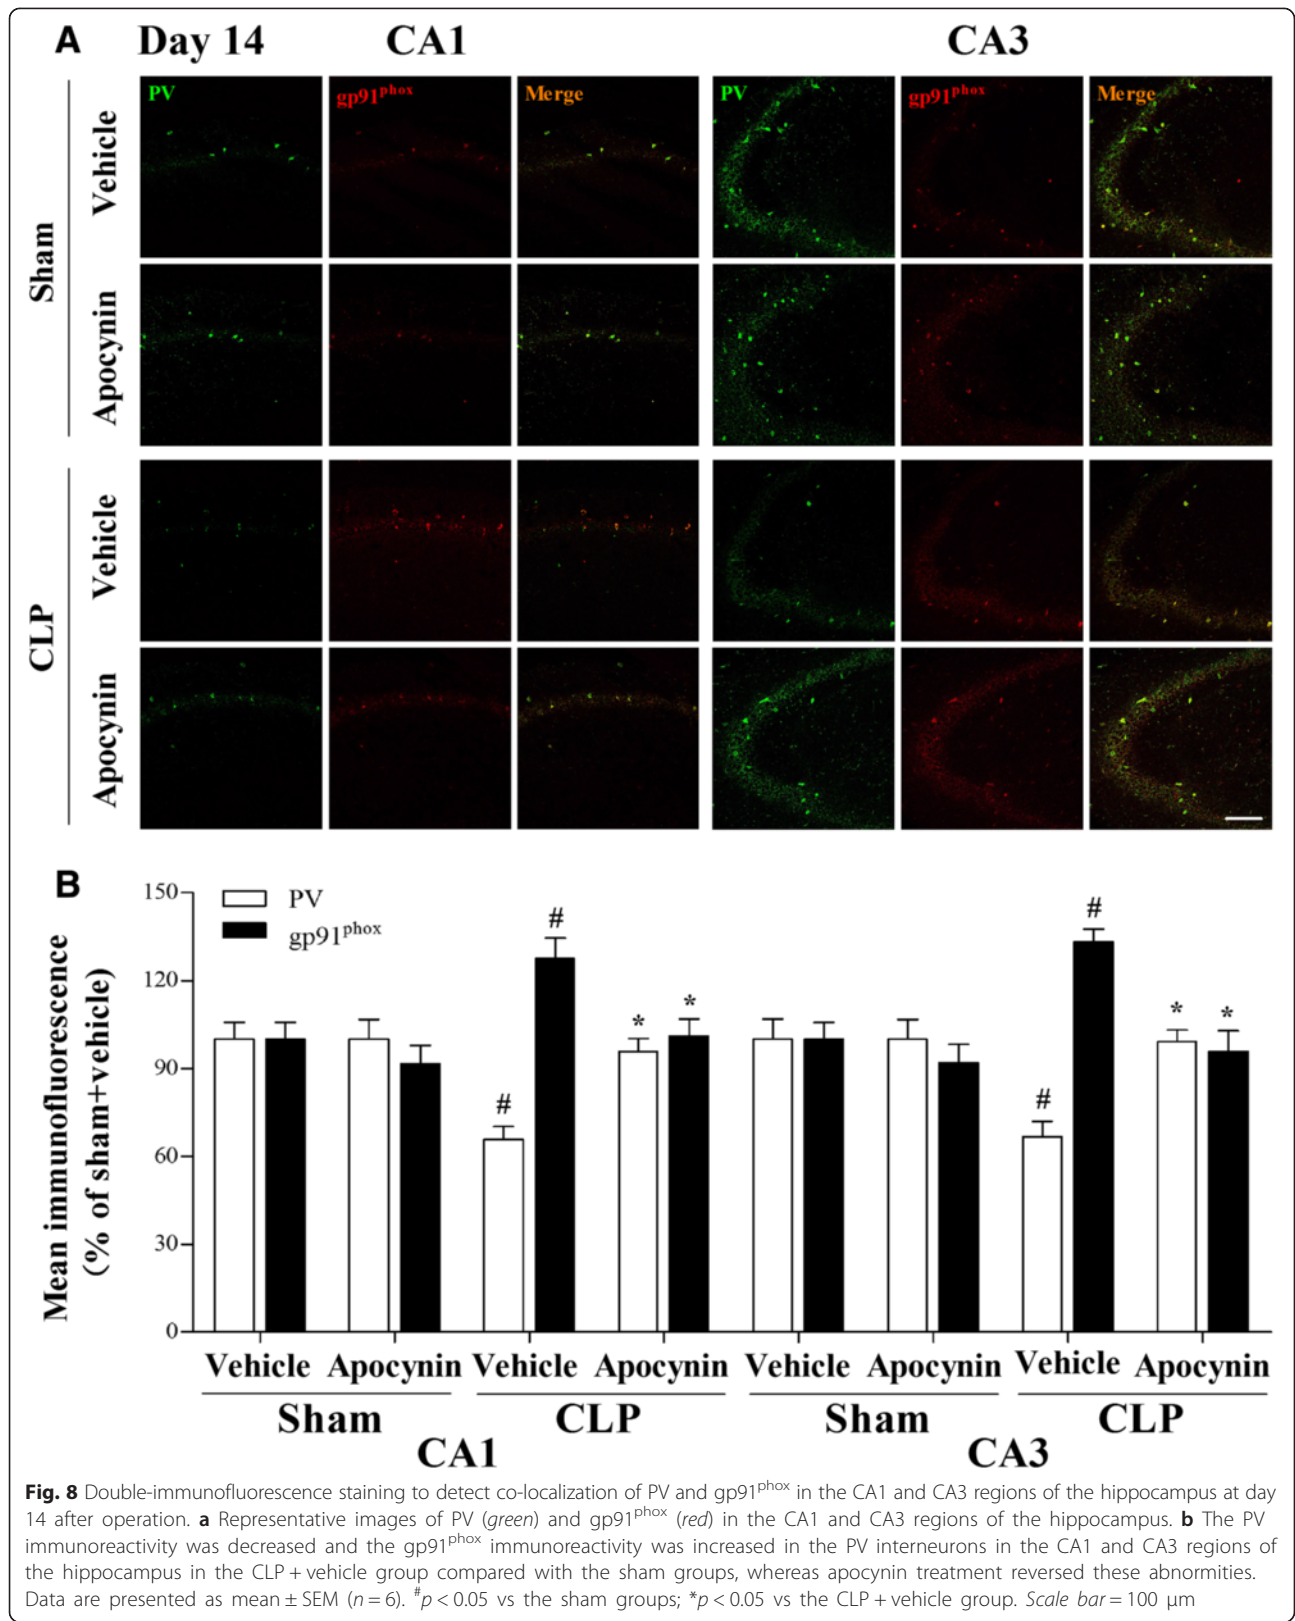 A Day 14 CA1 CA3
PV gp91phox Merge PV gp91phox Merge
Vehicle
Sham
Apocynin
Vehicle
CLP
Apocynin
B
150
120
90
60
30
0
Mean immunofluorescence
(% of sham+vehicle)
PV
gp91phox
# # * * # # * *
Vehicle Apocynin Vehicle Apocynin Vehicle Apocynin Vehicle Apocynin
Sham CLP Sham CLP
CA1 CA3
Fig. 8 Double-immunofluorescence staining to detect co-localization of PV and gp91phox in the CA1 and CA3 regions of the hippocampus at day
14 after operation. a Representative images of PV (green) and gp91phox (red) in the CA1 and CA3 regions of the hippocampus. b The PV
immunoreactivity was decreased and the gp91phox immunoreactivity was increased in the PV interneurons in the CA1 and CA3 regions of
the hippocampus in the CLP + vehicle group compared with the sham groups, whereas apocynin treatment reversed these abnormities.
Data are presented as mean ± SEM (n = 6). #p < 0.05 vs the sham groups; *p < 0.05 vs the CLP + vehicle group. Scale bar = 100 μm